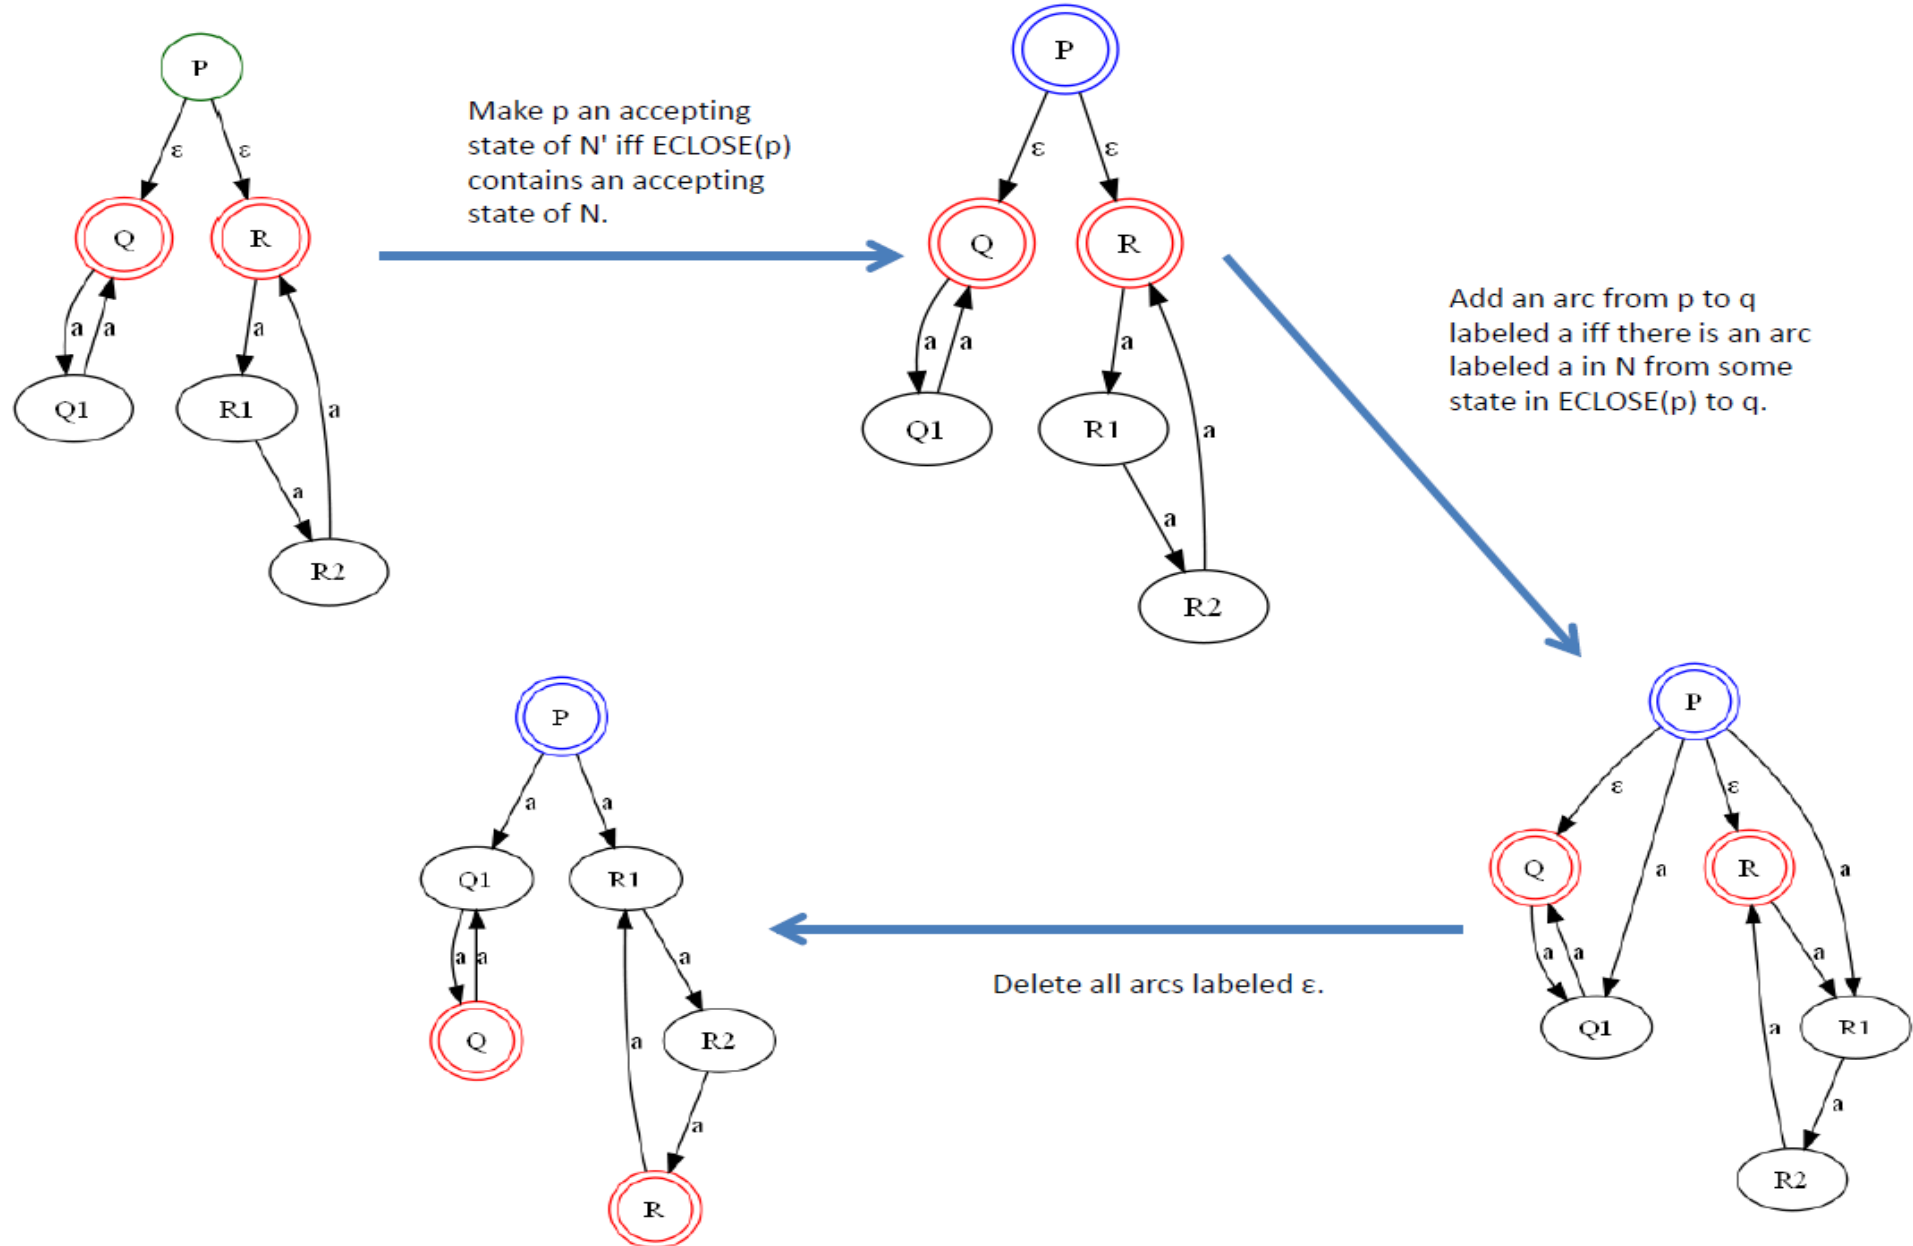 P
ε ε
Q R
a a a
Q1 R1 a
a
R2
Make p an accepting
state of N' iff ECLOSE(p)
contains an accepting
state of N.
P
ε ε
Q R
a a a
Q1 R1 a
a
R2
Add an arc from p to q
labeled a iff there is an arc
labeled a in N from some
state in ECLOSE(p) to q.
P
ε ε
Q a R a
a a a
Q1 a R1
a
R2
Delete all arcs labeled ε.
P
a a
Q1 R1
a a a
Q a R2
a
R